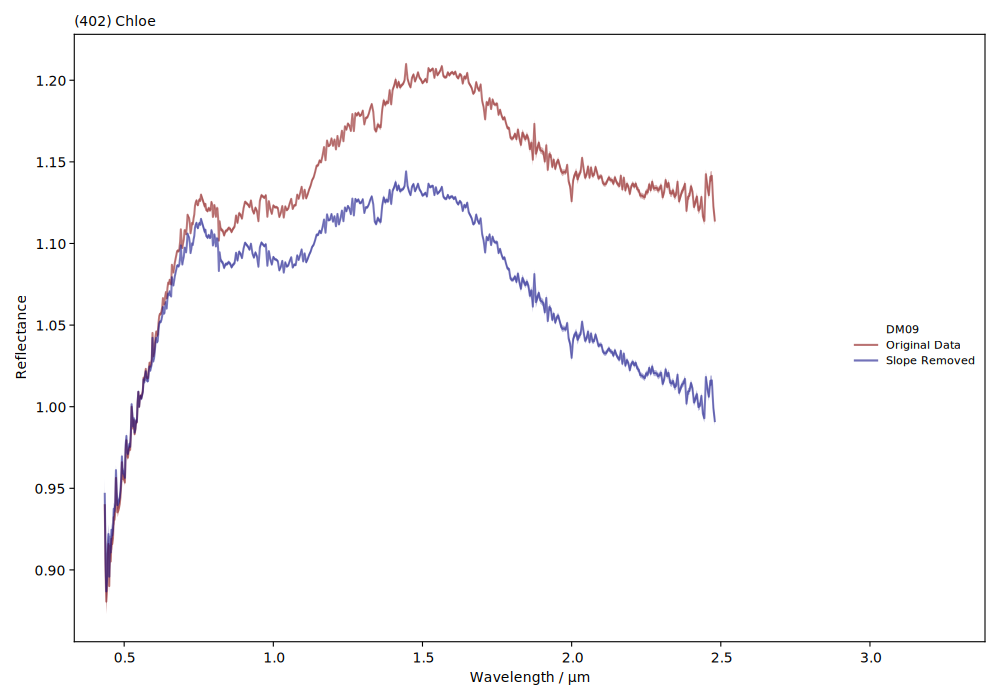 (402) Chloe
1.20
1.15
1.10
1.05
1.00
0.95
0.90
Reflectance
DM09
Original Data
Slope Removed
0.5 1.0 1.5 2.0 2.5 3.0
Wavelength / μm